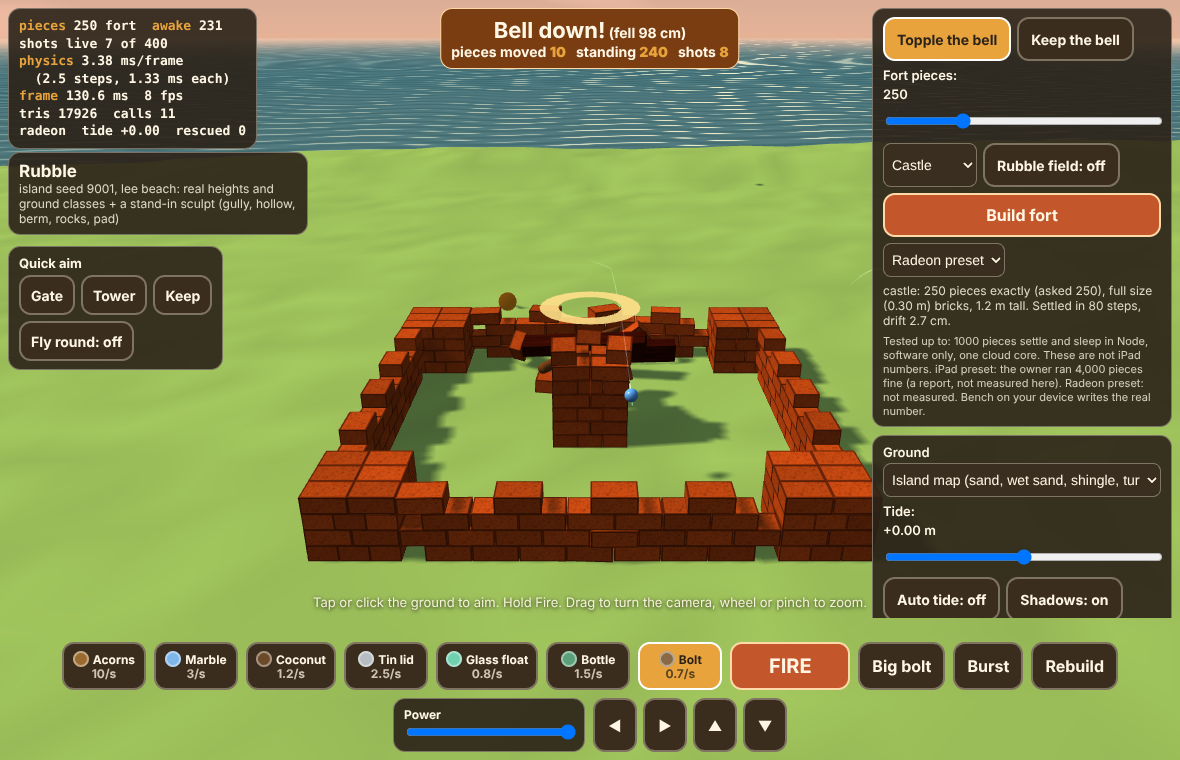 pieces 250 fort awake 231
shots live 7 of 400
physics 3.38 ms/frame
(2.5 steps, 1.33 ms each)
frame 130.6 ms 8 fps
tris 17926 calls 11
radeon tide +0.00 rescued 0
Rubble
island seed 9001, lee beach: real heights and
ground classes + a stand-in sculpt (gully, hollow,
berm, rocks, pad)
Quick aim
Gate Tower Keep
Fly round: off
Bell down! (fell 98 cm)
pieces moved 10 standing 240 shots 8
Topple the bell Keep the bell
Fort pieces:
250
Castle Rubble field: off
Build fort
Radeon preset
castle: 250 pieces exactly (asked 250), full size
(0.30 m) bricks, 1.2 m tall. Settled in 80 steps,
drift 2.7 cm.
Tested up to: 1000 pieces settle and sleep in Node,
software only, one cloud core. These are not iPad
numbers. iPad preset: the owner ran 4,000 pieces
fine (a report, not measured here). Radeon preset:
not measured. Bench on your device writes the real
number.
Ground
Island map (sand, wet sand, shingle, tur
Tide:
+0.00 m
Auto tide: off Shadows: on
Tap or click the ground to aim. Hold Fire. Drag to turn the camera, wheel or pinch to zoom.
Acorns Marble Coconut Tin lid Glass float Bottle Bolt FIRE Big bolt Burst Rebuild
10/s 3/s 1.2/s 2.5/s 0.8/s 1.5/s 0.7/s
Power